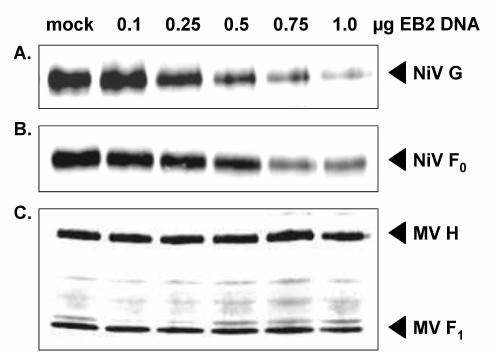 mock 0.1 0.25 0.5 0.75 1.0 µg EB2 DNA
A.
NiV G
B.
NiV F₀
C.
MV H
MV F₁